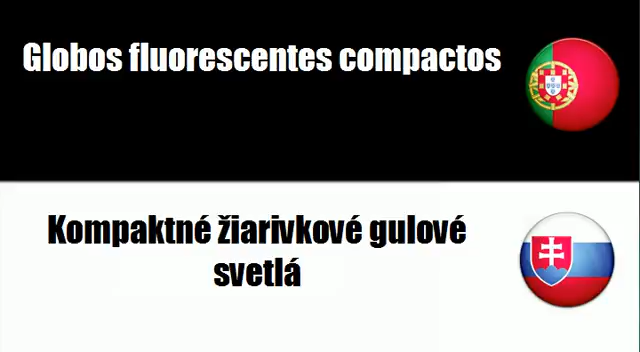 Globos fluorescentes compactos
Kompaktné žiarivkové gulové
svetlá